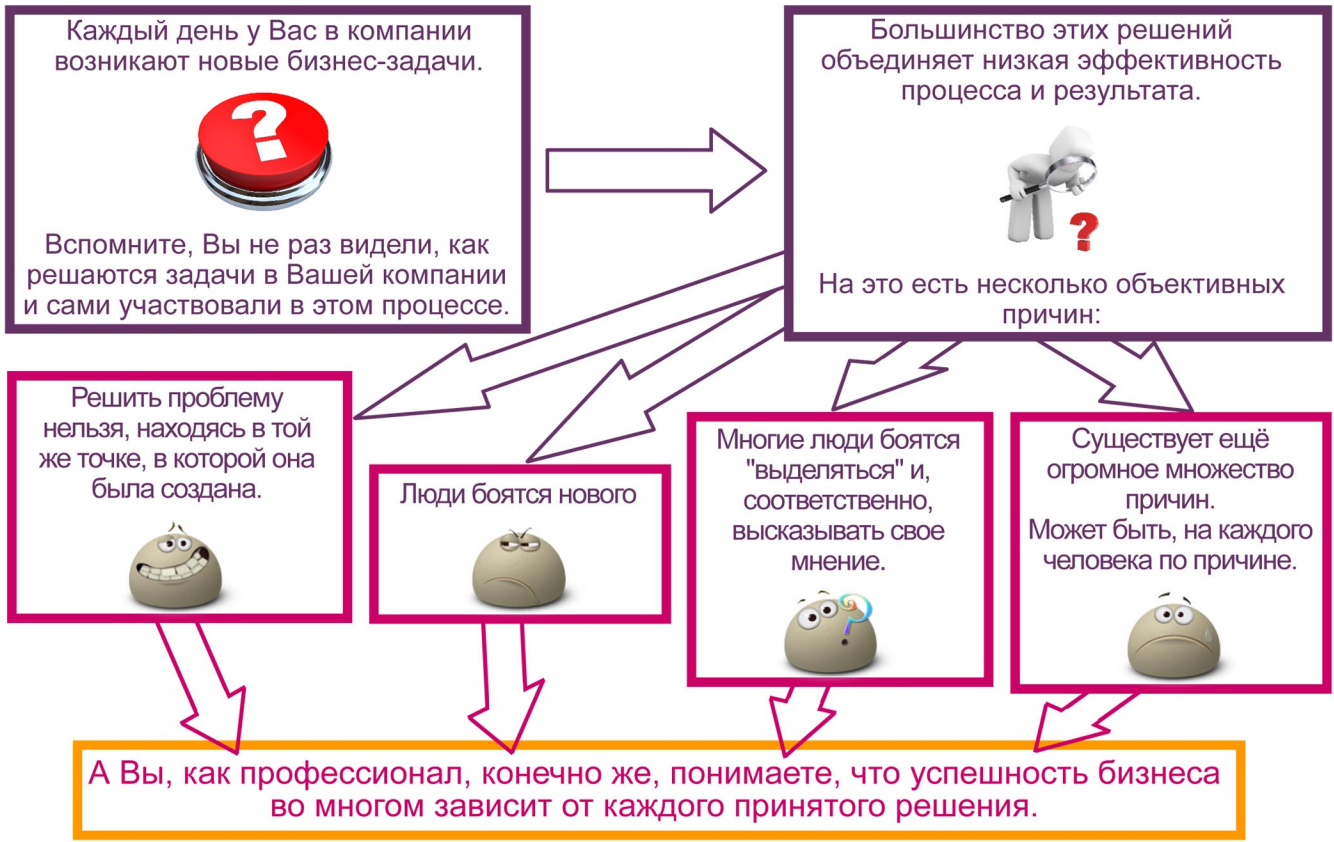 Каждый день у Вас в компании
возникают новые бизнес-задачи.
?
Вспомните, Вы не раз видели, как
решаются задачи в Вашей компании
и сами участвовали в этом процессе.
Большинство этих решений
объединяет низкая эффективность
процесса и результата.
?
На это есть несколько объективных
причин:
Решить проблему
нельзя, находясь в той
же точке, в которой она
была создана.
Люди боятся нового
Многие люди боятся
"выделяться" и,
соответственно,
высказывать свое
мнение.
?
Существует ещё
огромное множество
причин.
Может быть, на каждого
человека по причине.
А Вы, как профессионал, конечно же, понимаете, что успешность бизнеса
во многом зависит от каждого принятого решения.